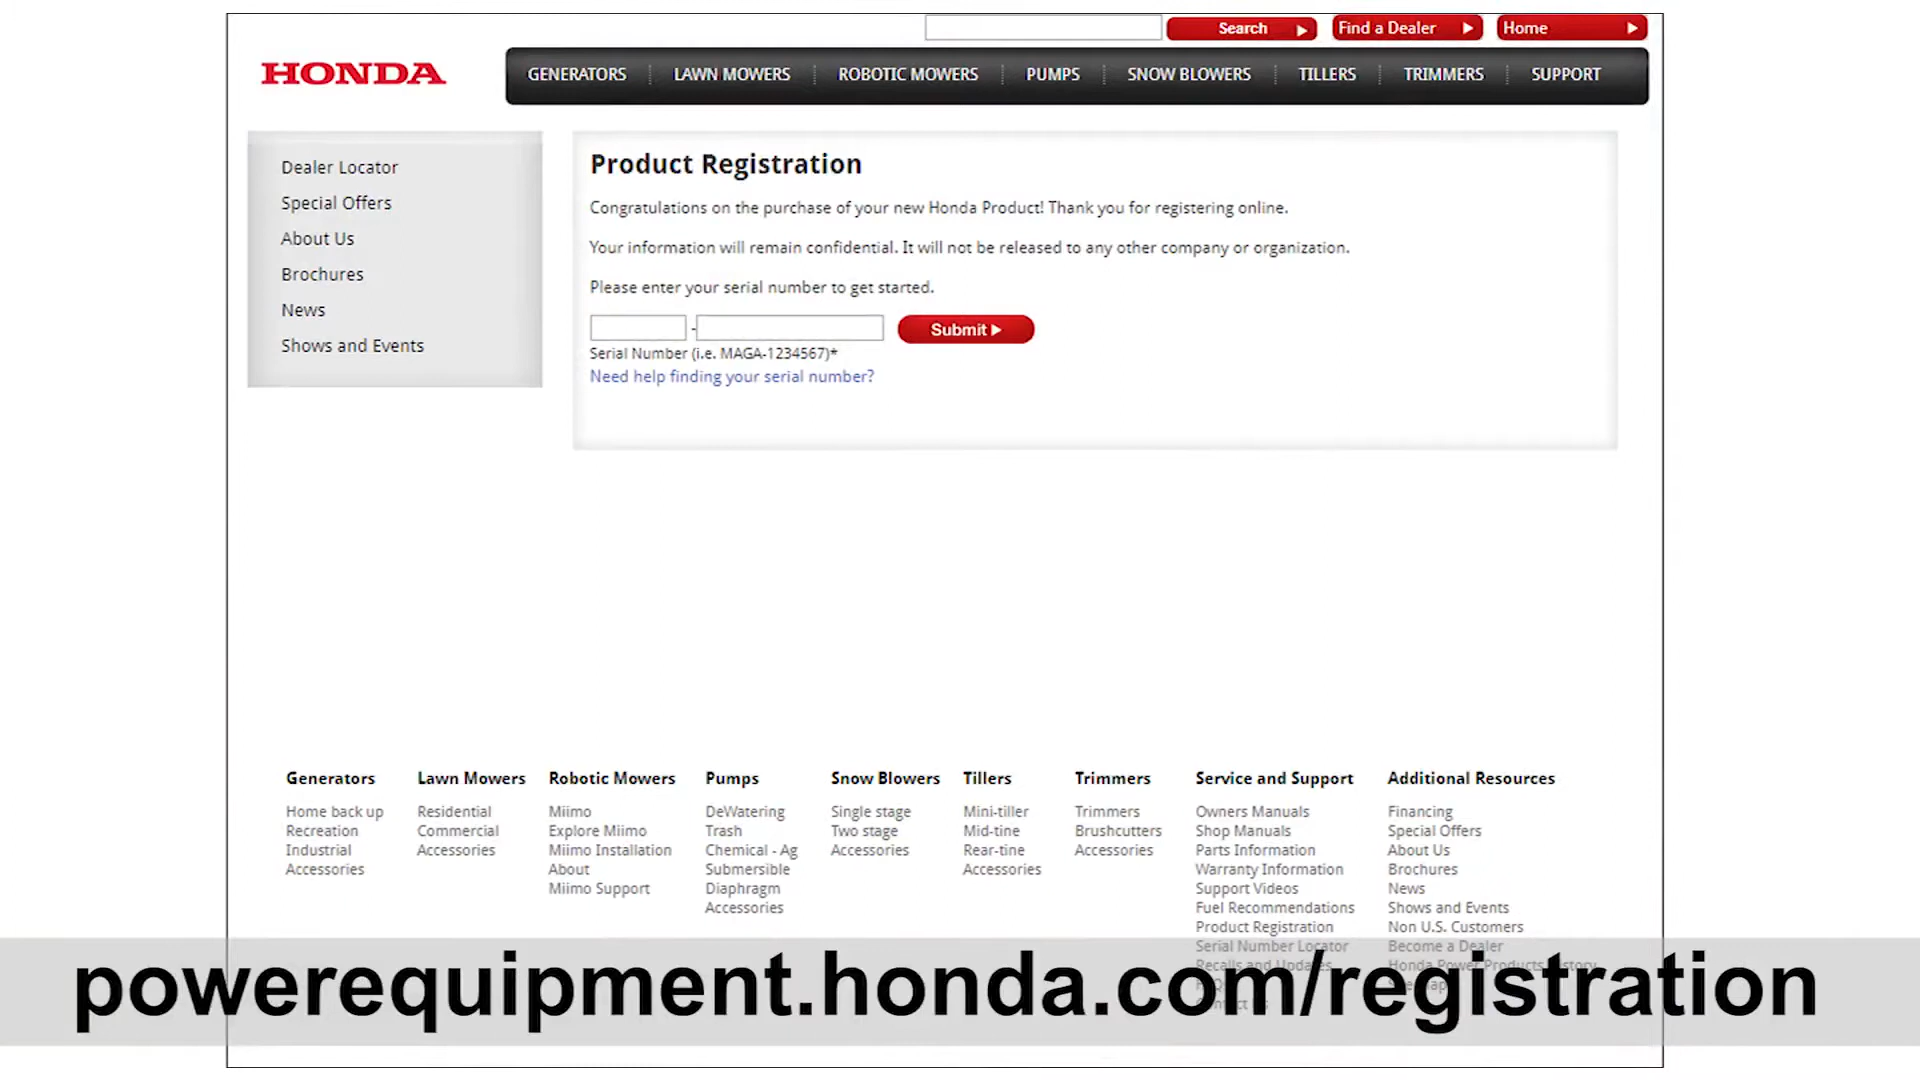 Search
Find a Dealer
Home
HONDA
GENERATORS
LAWN MOWERS
ROBOTIC MOWERS
PUMPS
SNOW BLOWERS
TILLERS
TRIMMERS
SUPPORT
Dealer Locator
Special Offers
About Us
Brochures
News
Shows and Events
Product Registration
Congratulations on the purchase of your new Honda Product! Thank you for registering online.
Your information will remain confidential. It will not be released to any other company or organization.
Please enter your serial number to get started.
-
Submit
Serial Number (i.e. MAGA-1234567)*
Need help finding your serial number?
Generators
Home back up
Recreation
Industrial
Accessories
Lawn Mowers
Residential
Commercial
Accessories
Robotic Mowers
Miimo
Explore Miimo
Miimo Installation
About
Miimo Support
Pumps
DeWatering
Trash
Chemical - Ag
Submersible
Diaphragm
Accessories
Snow Blowers
Single stage
Two stage
Accessories
Tillers
Mini-tiller
Mid-tine
Rear-tine
Accessories
Trimmers
Trimmers
Brushcutters
Accessories
Service and Support
Owners Manuals
Shop Manuals
Parts Information
Warranty Information
Support Videos
Fuel Recommendations
Product Registration
Serial Number Locator
Recalls and Updates
Additional Resources
Financing
Special Offers
About Us
Brochures
News
Shows and Events
Non U.S. Customers
Become a Dealer
Honda Power Products History
powerequipment.honda.com/registration